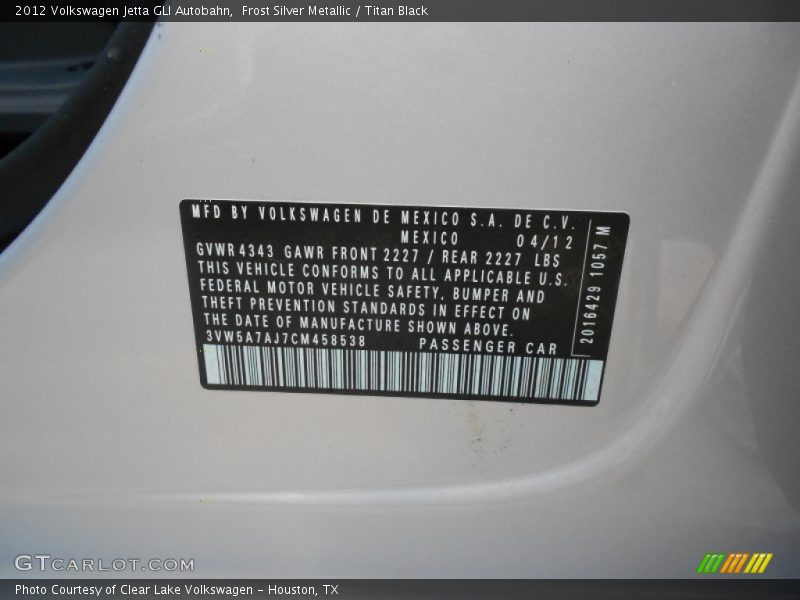 2012 Volkswagen Jetta GLI Autobahn,  Frost Silver Metallic / Titan Black
MFD BY VOLKSWAGEN DE MEXICO S.A. DE C.V.
MEXICO 04/12
GVWR 4343 GAWR FRONT 2227 / REAR 2227 LBS
THIS VEHICLE CONFORMS TO ALL APPLICABLE U.S.
FEDERAL MOTOR VEHICLE SAFETY, BUMPER AND
THEFT PREVENTION STANDARDS IN EFFECT ON
THE DATE OF MANUFACTURE SHOWN ABOVE.
3VW5A7AJ7CM458538 PASSENGER CAR
2016429 1057 M
GTCARLOT.COM
Photo Courtesy of Clear Lake Volkswagen - Houston, TX